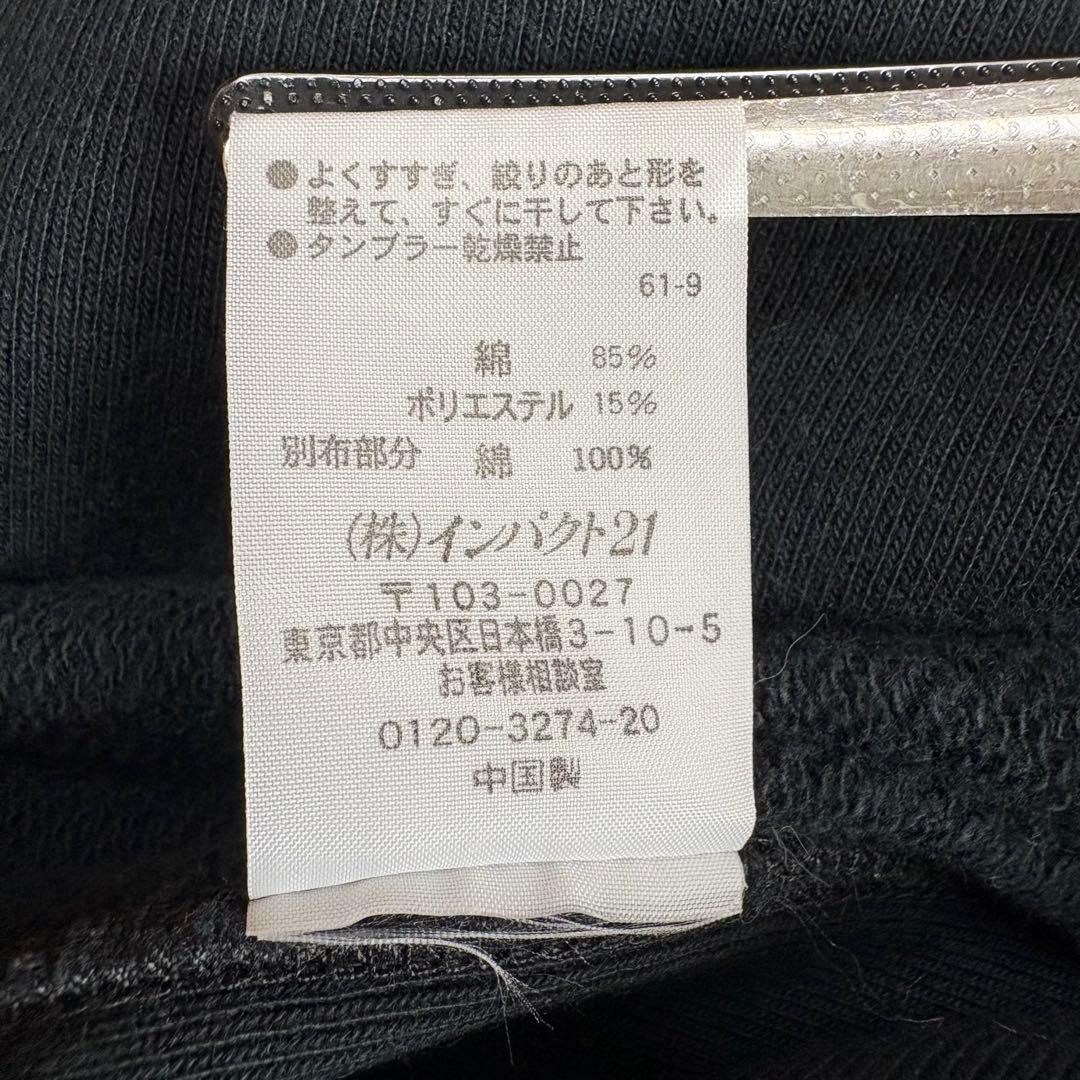 ●よくすすぎ、絞りのあと形を
整えて、すぐに干して下さい。
●タンブラー乾燥禁止
61-9
綿 85%
ポリエステル 15%
別布部分 綿 100%
(株)インパクト21
〒103-0027
東京都中央区日本橋3-10-5
お客様相談室
0120-3274-20
中国製